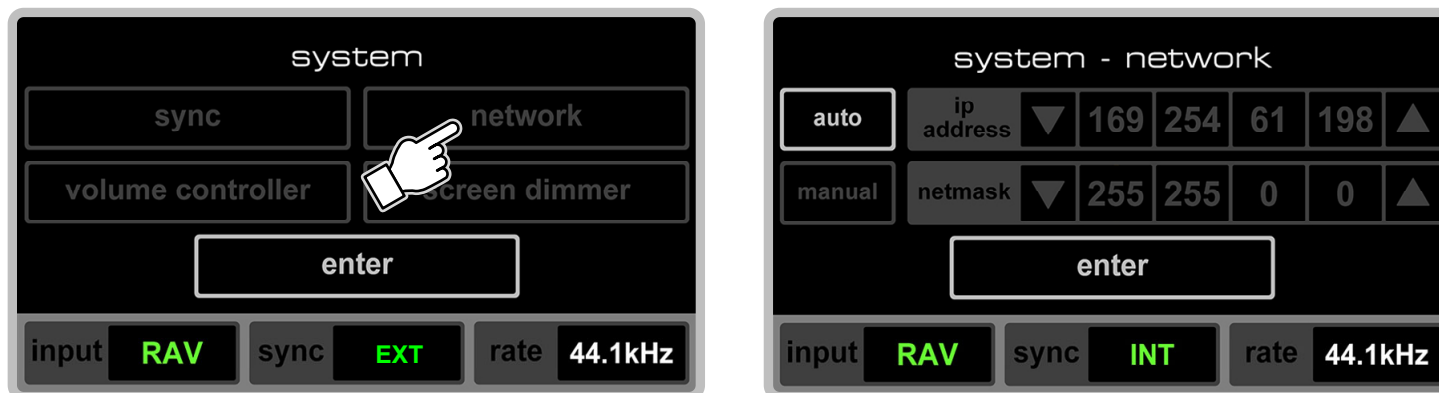 system
sync network
volume controller screen dimmer
enter
input RAV sync EXT rate 44.1kHz
system - network
auto ip address 169 254 61 198
manual netmask 255 255 0 0
enter
input RAV sync INT rate 44.1kHz